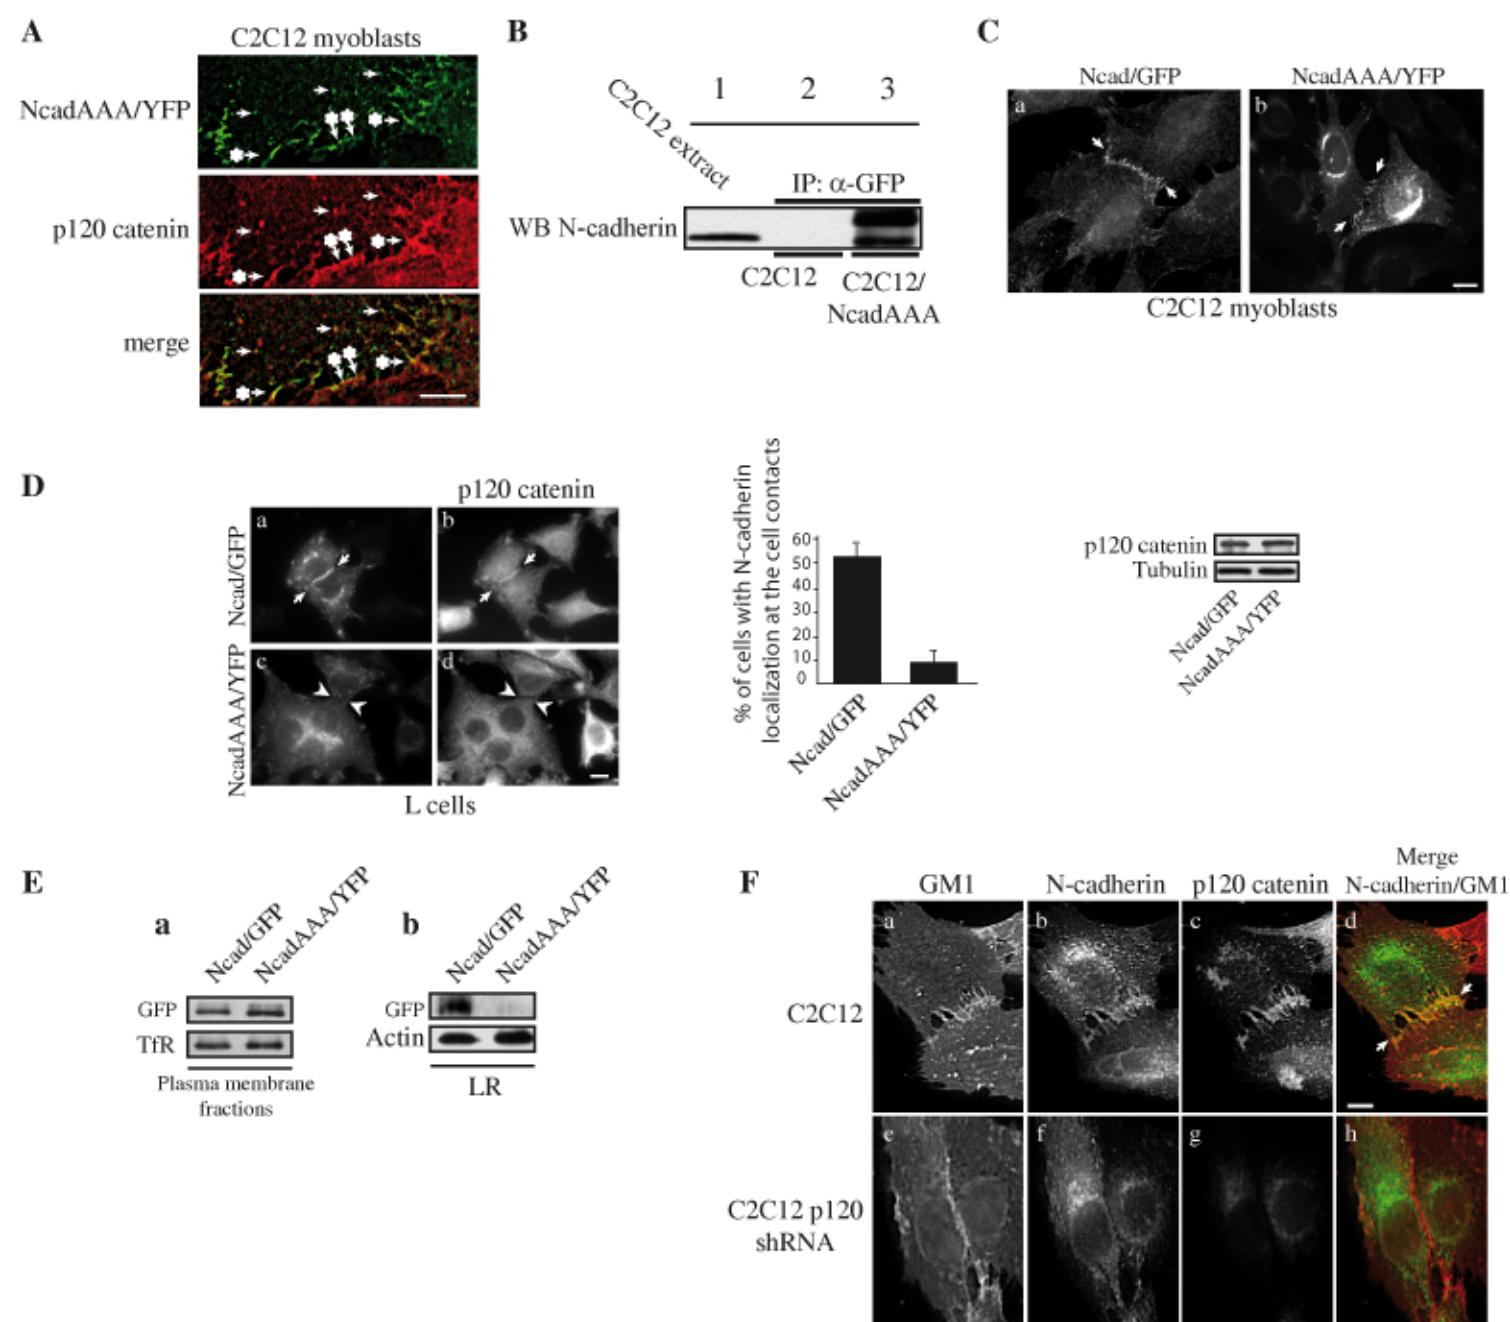 A
C2C12 myoblasts
NcadAAA/YFP
p120 catenin
merge
B
1 2 3
C2C12 extract
IP: α-GFP
WB N-cadherin
C2C12
C2C12/
NcadAAA
C
Ncad/GFP NcadAAA/YFP
a b
C2C12 myoblasts
D
p120 catenin
Ncad/GFP
a b
NcadAAA/YFP
c d
L cells
% of cells with N-cadherin
localization at the cell contacts
60
50
40
30
20
10
0
Ncad/GFP
NcadAAA/YFP
p120 catenin
Tubulin
Ncad/GFP
NcadAAA/YFP
E
a
Ncad/GFP
NcadAAA/YFP
GFP
TfR
Plasma membrane
fractions
b
Ncad/GFP
NcadAAA/YFP
GFP
Actin
LR
F
GM1 N-cadherin p120 catenin
Merge
N-cadherin/GM1
a b c d
C2C12
e f g h
C2C12 p120
shRNA